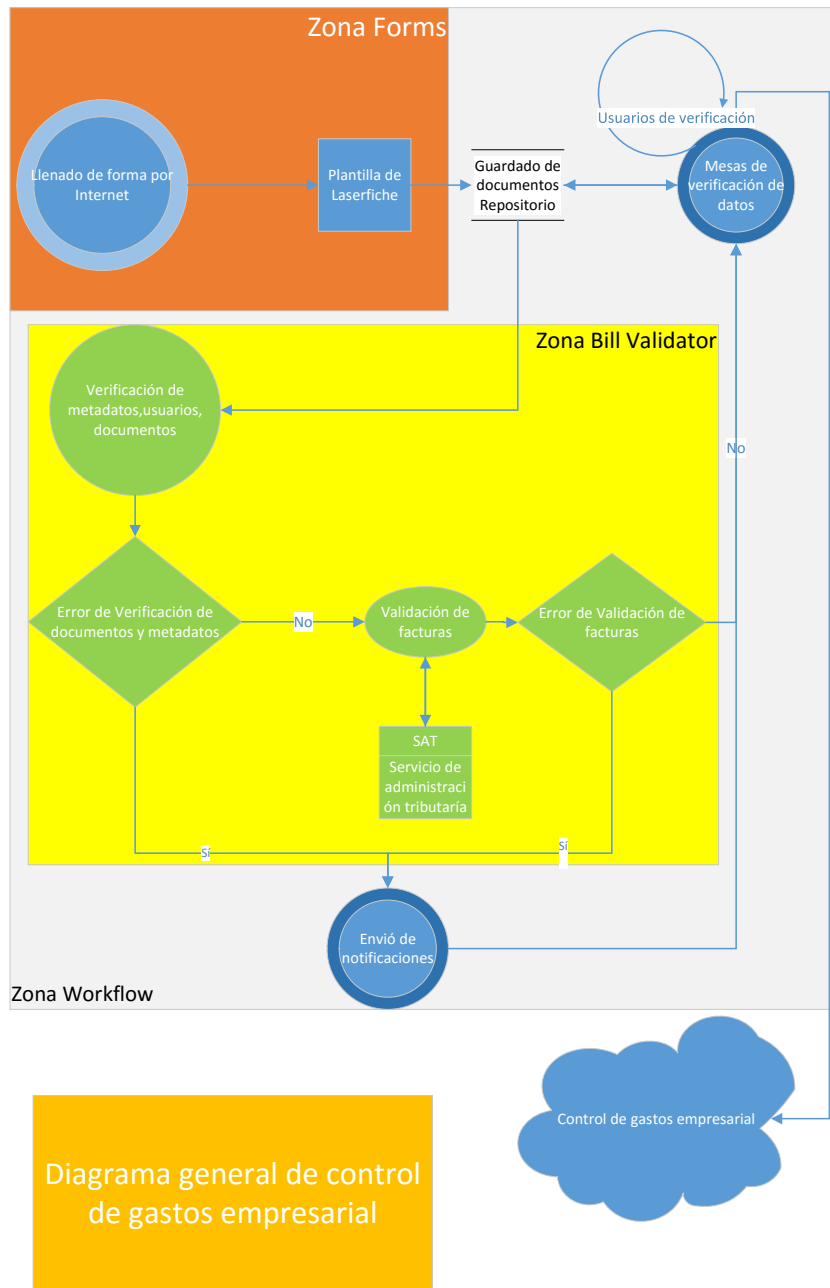 Zona Forms
Usuarios de verificación
Llenado de forma por
Internet
Plantilla de
Laserfiche
Guardado de
documentos
Repositorio
Mesas de
verificación de
datos
Zona Bill Validator
Verificación de
metadatos,usuarios,
documentos
No
Error de Verificación de
documentos y metadatos
No
Validación de
facturas
Error de Validación de
facturas
SAT
Servicio de
administraci
ón tributaría
Sí
Sí
Envió de
notificaciones
Zona Workflow
Control de gastos empresarial
Diagrama general de control
de gastos empresarial